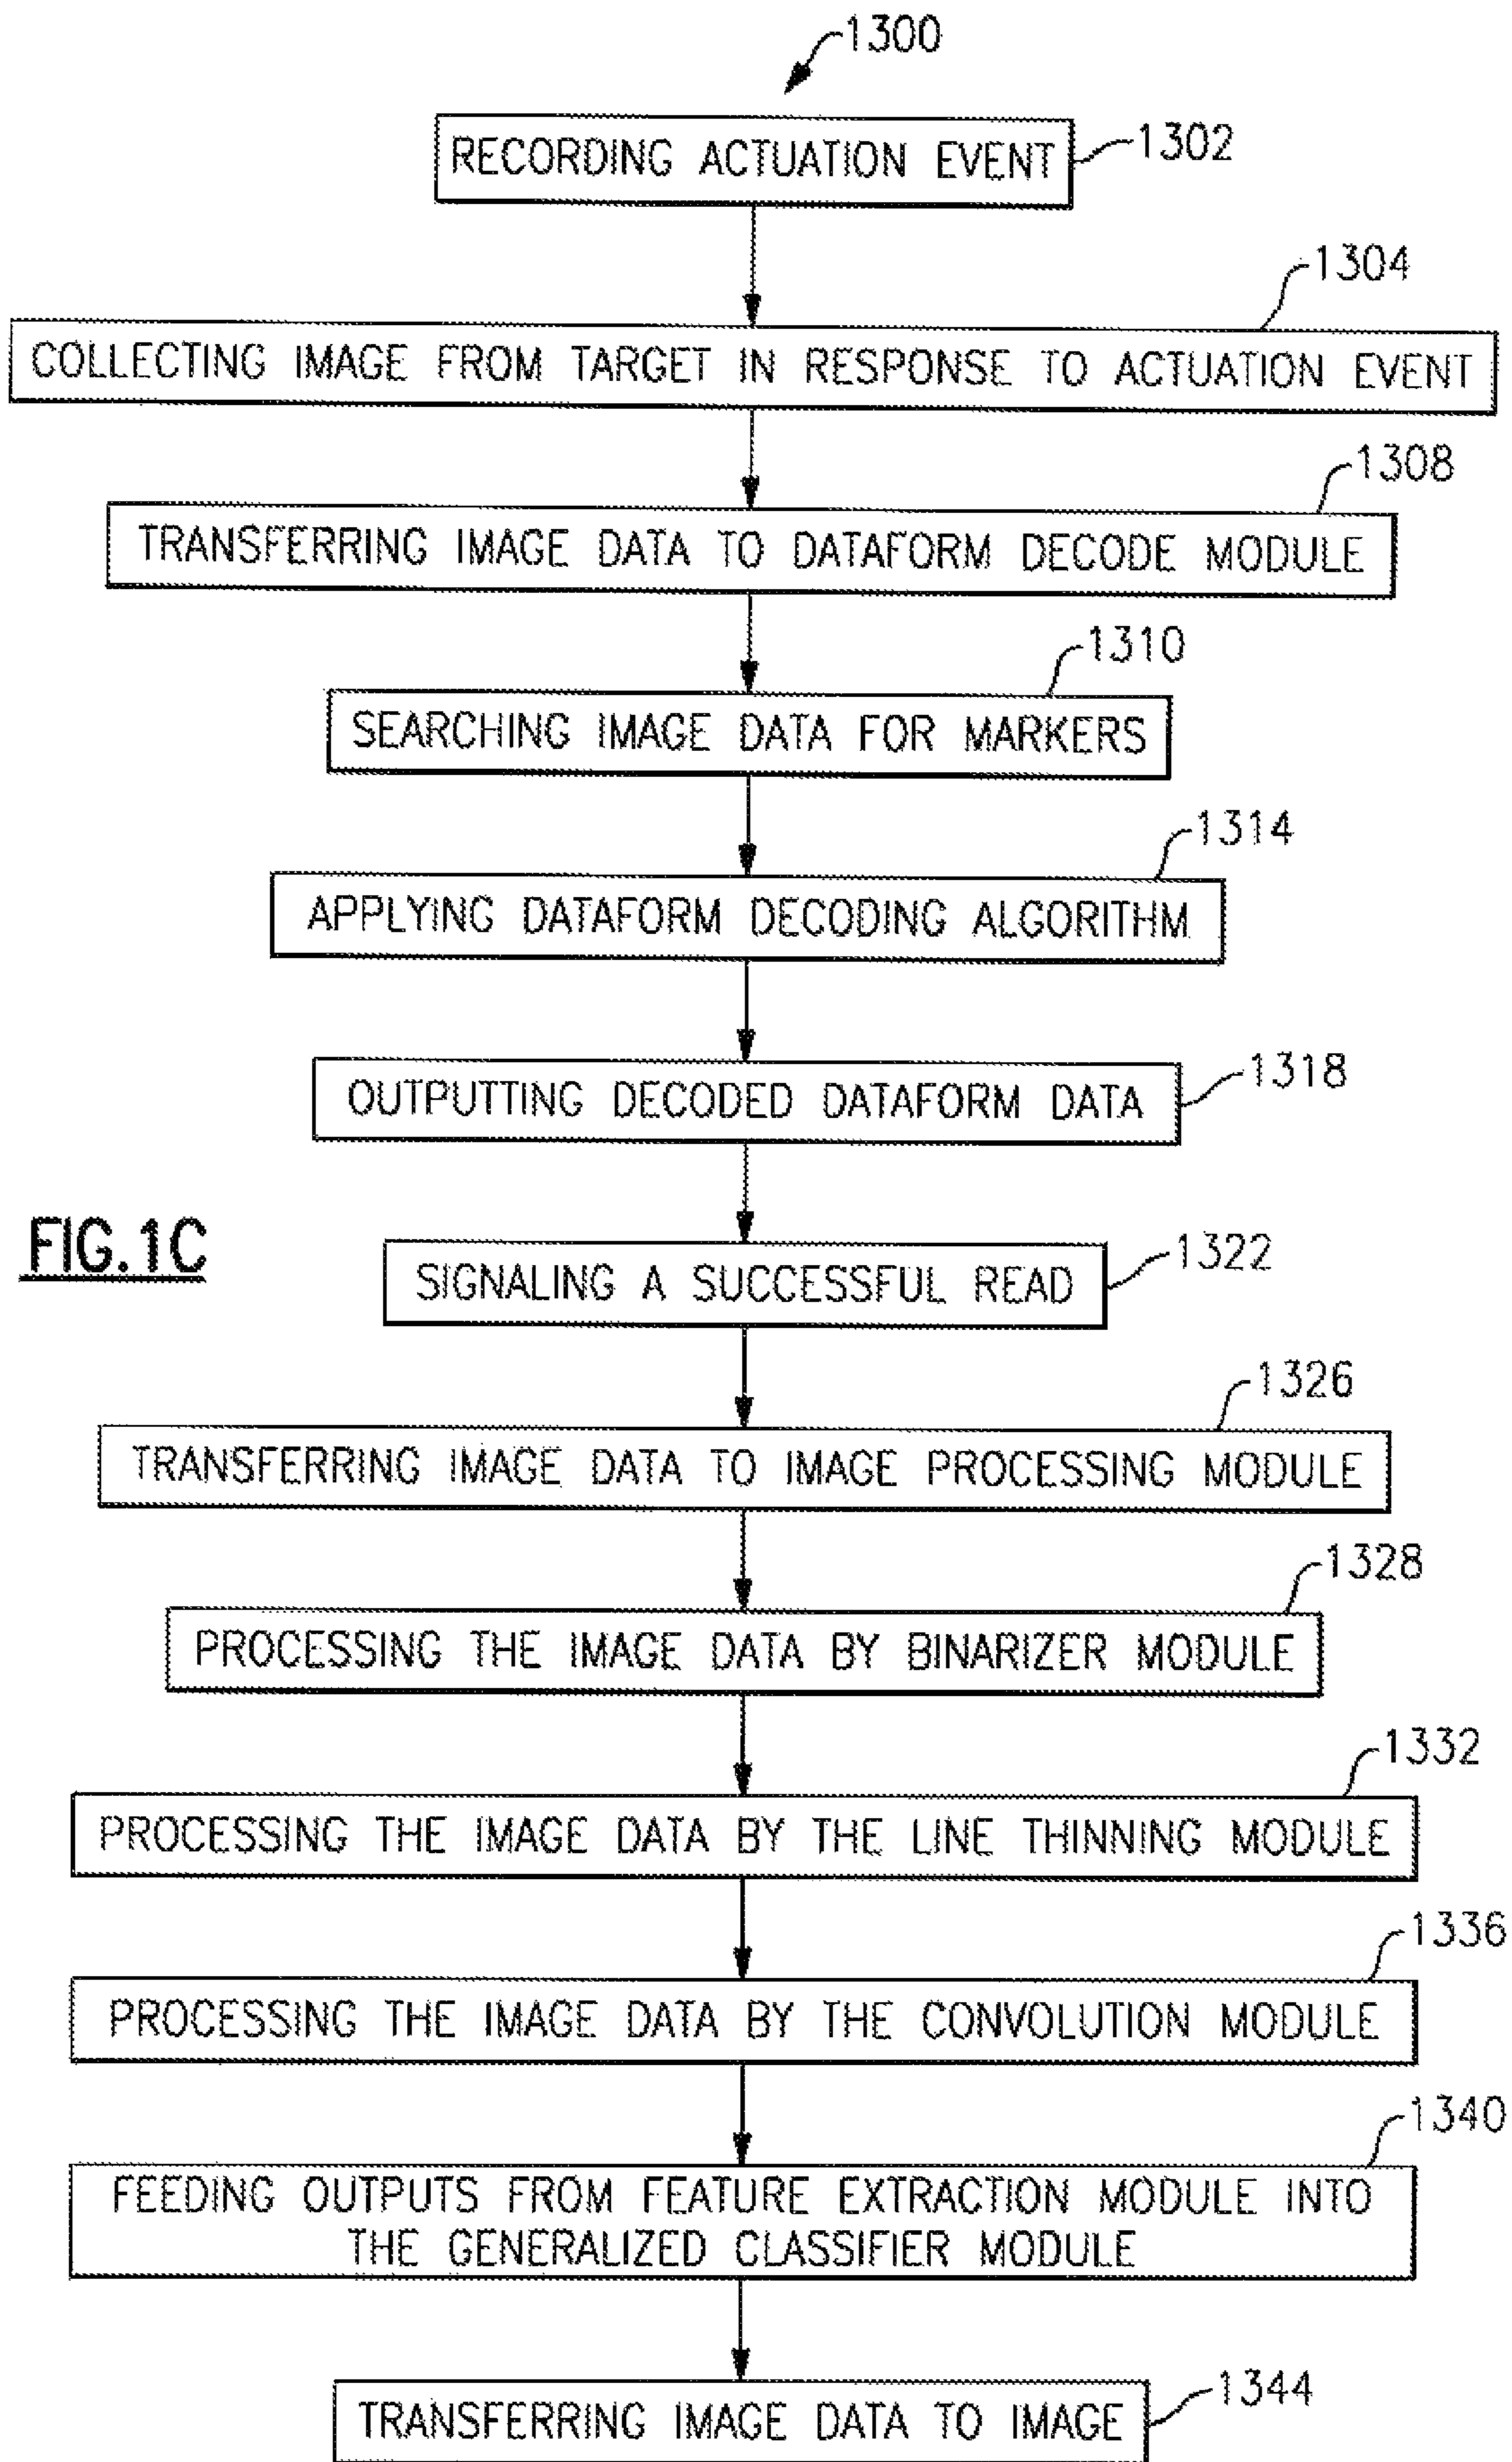 1300
RECORDING ACTUATION EVENT
1302
1304
COLLECTING IMAGE FROM TARGET IN RESPONSE TO ACTUATION EVENT
1308
TRANSFERRING IMAGE DATA TO DATAFORM DECODE MODULE
1310
SEARCHING IMAGE DATA FOR MARKERS
1314
APPLYING DATAFORM DECODING ALGORITHM
1318
OUTPUTTING DECODED DATAFORM DATA
FIG.1C
1322
SIGNALING A SUCCESSFUL READ
1326
TRANSFERRING IMAGE DATA TO IMAGE PROCESSING MODULE
1328
PROCESSING THE IMAGE DATA BY BINARIZER MODULE
1332
PROCESSING THE IMAGE DATA BY THE LINE THINNING MODULE
1336
PROCESSING THE IMAGE DATA BY THE CONVOLUTION MODULE
1340
FEEDING OUTPUTS FROM FEATURE EXTRACTION MODULE INTO
THE GENERALIZED CLASSIFIER MODULE
1344
TRANSFERRING IMAGE DATA TO IMAGE